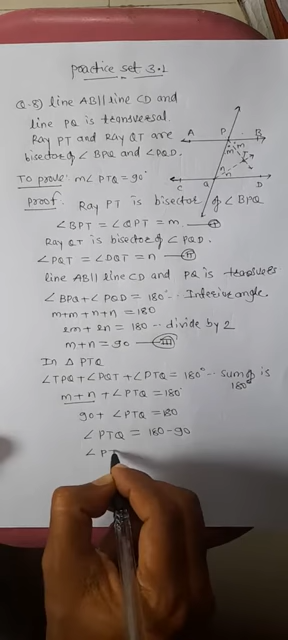 Practice set 3.1
Q.8) line AB || line CD and
line PQ is transversal.
Ray PT and Ray QT are
bisector of ∠BPQ and ∠PQD.
To prove: m∠PTQ = 90°
Proof. Ray PT is bisector of ∠BPQ
∠BPT = ∠QPT = m. — I
Ray QT is bisector of ∠PQD.
∠PQT = ∠DQT = n — II
line AB || line CD and PQ is transvers
∠BPQ + ∠PQD = 180° -- Interior angle.
m+m+n+n = 180
2m + 2n = 180 -- divide by 2
m+n = 90 — III
In △ PTQ
∠TPQ + ∠PQT + ∠PTQ = 180° -- sum of is 180°
m+n + ∠PTQ = 180°
90 + ∠PTQ = 180
∠PTQ = 180 - 90
∠PT
A P B
m m
T
n n
C Q D